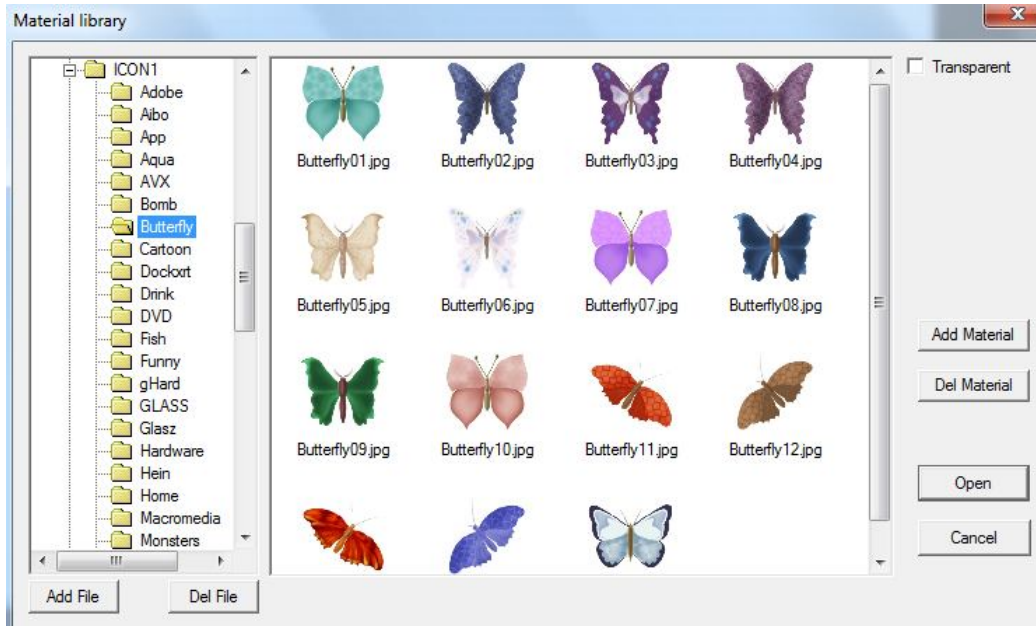 Material library
ICON1
Adobe
Aibo
App
Aqua
AVX
Bomb
Butterfly
Cartoon
Dockxrt
Drink
DVD
Fish
Funny
gHard
GLASS
Glasz
Hardware
Hein
Home
Macromedia
Monsters
Add File Del File
Butterfly01.jpg Butterfly02.jpg Butterfly03.jpg Butterfly04.jpg
Butterfly05.jpg Butterfly06.jpg Butterfly07.jpg Butterfly08.jpg
Butterfly09.jpg Butterfly10.jpg Butterfly11.jpg Butterfly12.jpg
Transparent
Add Material
Del Material
Open
Cancel